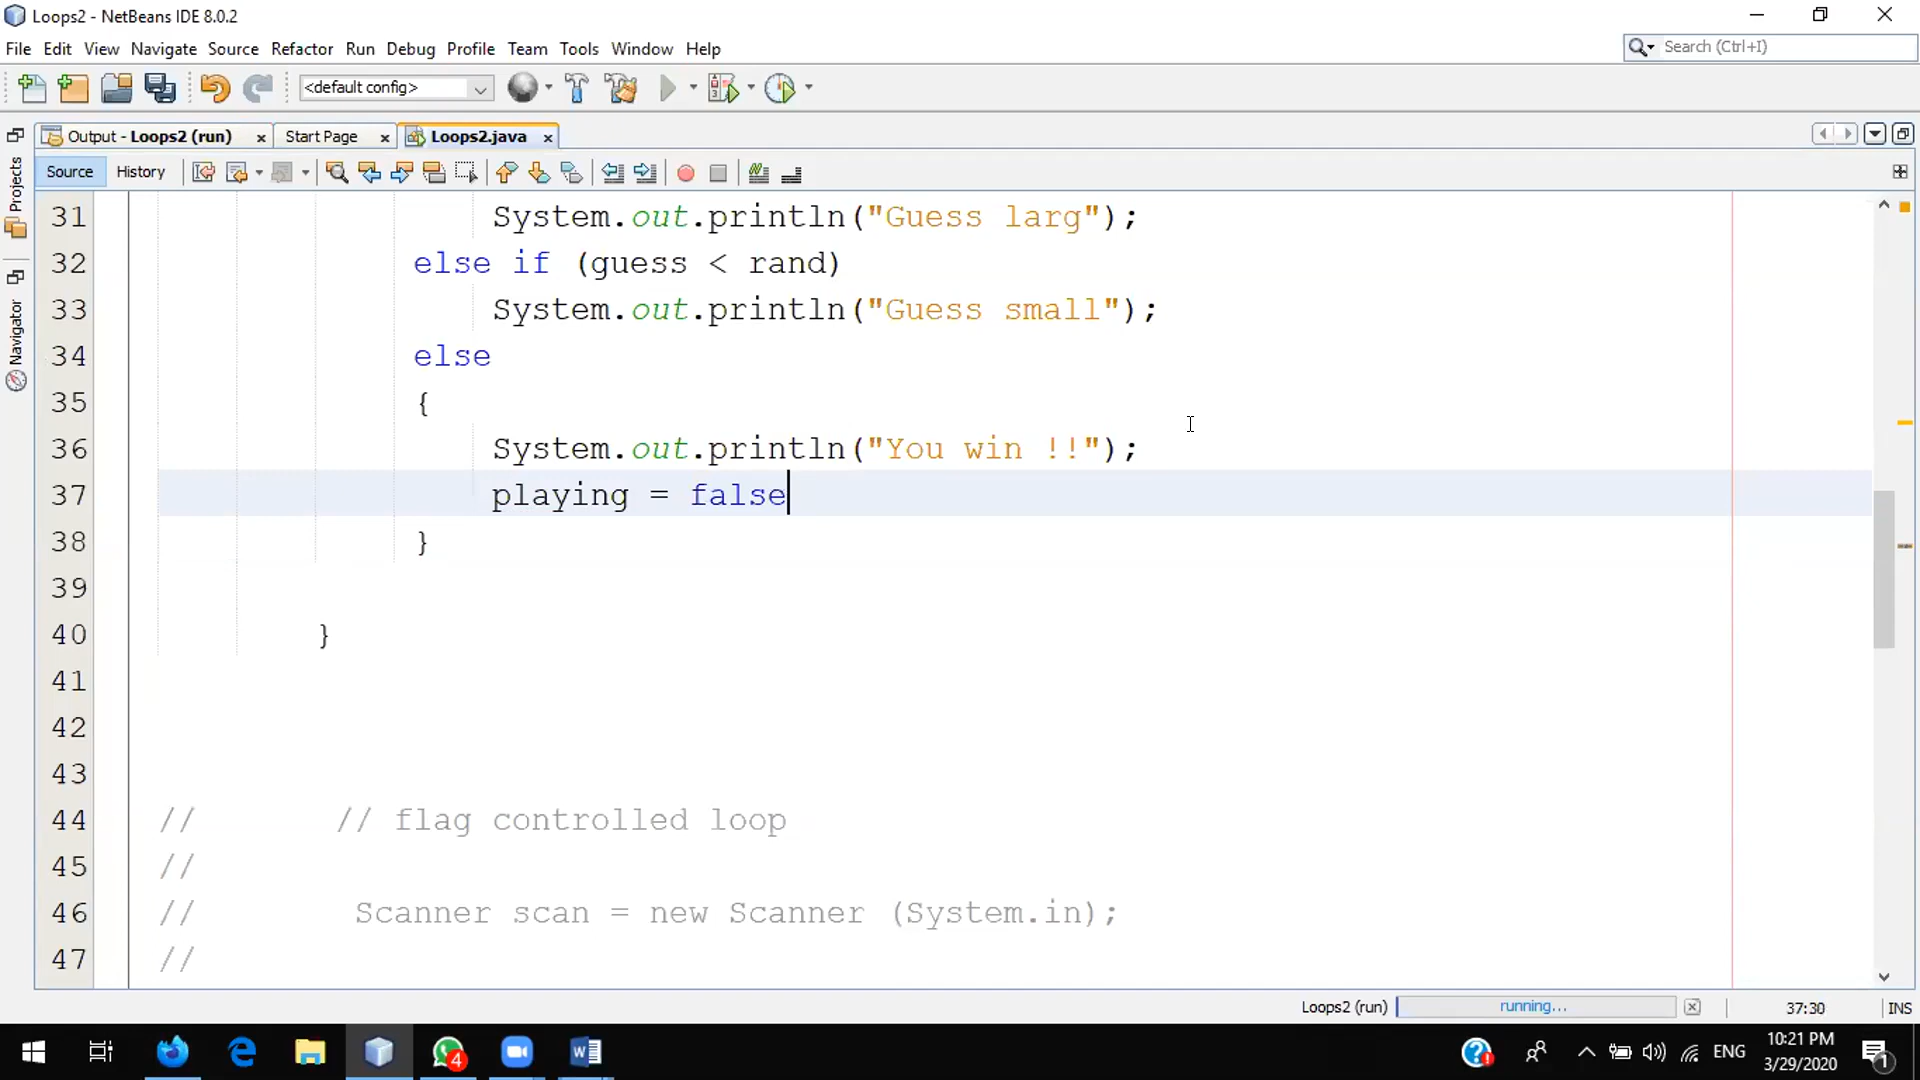 Loops2 - NetBeans IDE 8.0.2
File Edit View Navigate Source Refactor Run Debug Profile Team Tools Window Help
Search (Ctrl+I)
<default config>
Output - Loops2 (run) Start Page Loops2.java
Source History
Projects
Navigator
31 System.out.println("Guess larg");
32 else if (guess < rand)
33 System.out.println("Guess small");
34 else
35 {
36 System.out.println("You win !!");
37 playing = false
38 }
39
40 }
41
42
43
44 // // flag controlled loop
45 //
46 // Scanner scan = new Scanner (System.in);
47 //
Loops2 (run) running... 37:30 INS
4
ENG
10:21 PM
3/29/2020
1